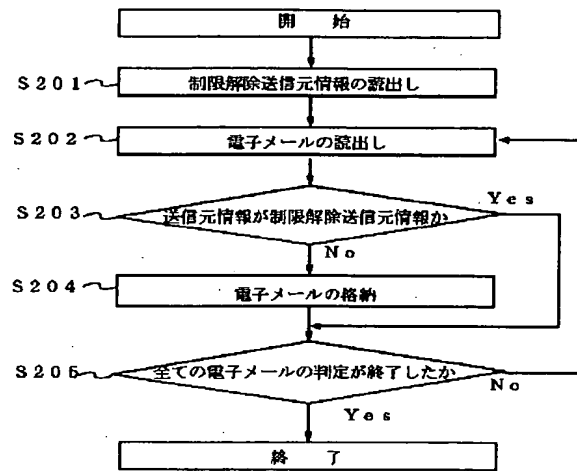 開 始
S201
制限解除送信元情報の読出し
S202
電子メールの読出し
S203
送信元情報が制限解除送信元情報か
Yes
No
S204
電子メールの格納
S205
全ての電子メールの判定が終了したか
No
Yes
終 了